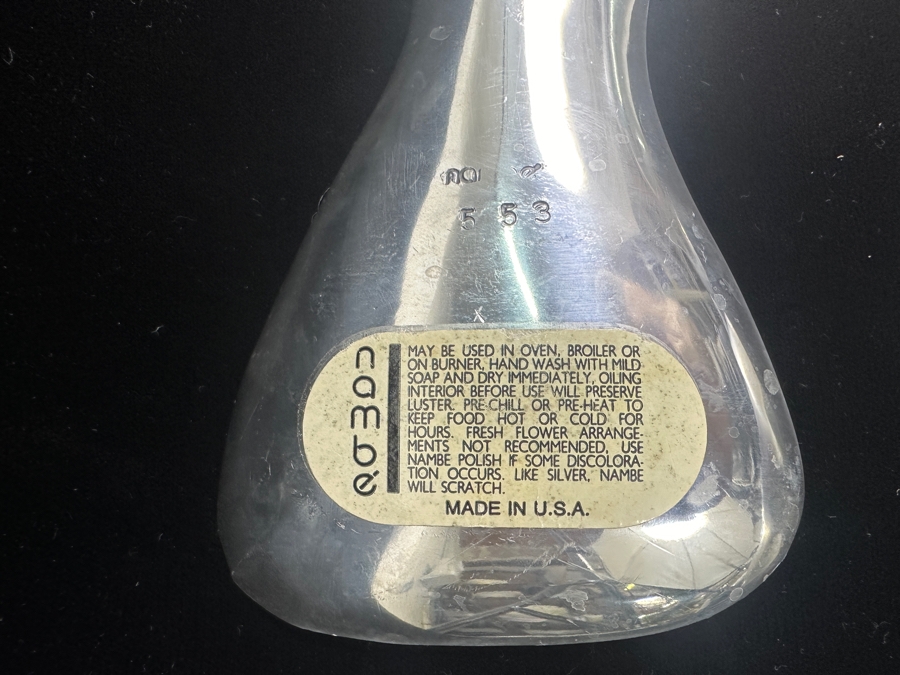 na
553
X
nambe
MAY BE USED IN OVEN, BROILER OR
ON BURNER, HAND WASH WITH MILD
SOAP AND DRY IMMEDIATELY, OILING
INTERIOR BEFORE USE WILL PRESERVE
LUSTER. PRE-CHILL OR PRE-HEAT TO
KEEP FOOD HOT OR COLD FOR
HOURS. FRESH FLOWER ARRANGE-
MENTS NOT RECOMMENDED, USE
NAMBE POLISH IF SOME DISCOLORA-
TION OCCURS. LIKE SILVER, NAMBE
WILL SCRATCH.
MADE IN U.S.A.